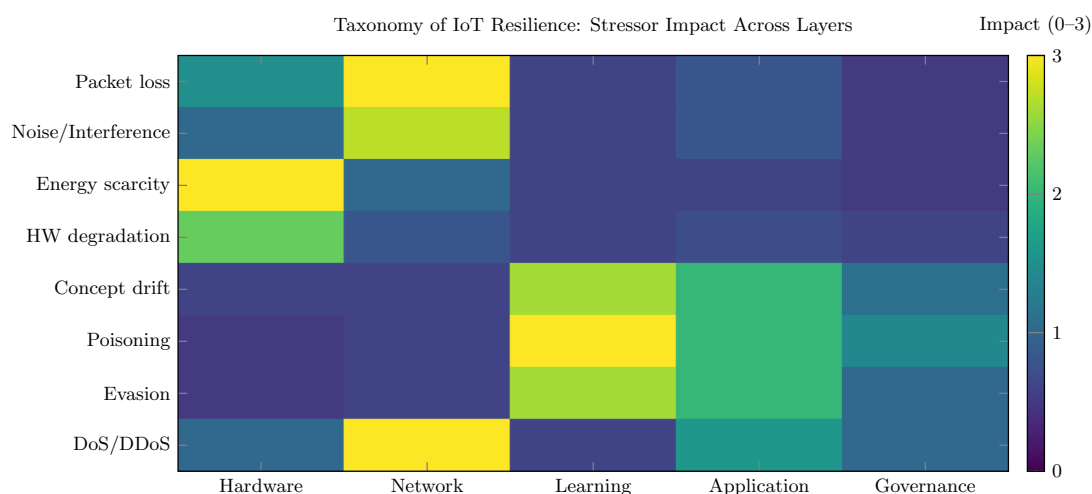 Taxonomy of IoT Resilience: Stressor Impact Across Layers
Impact (0–3)
Packet loss
Noise/Interference
Energy scarcity
HW degradation
Concept drift
Poisoning
Evasion
DoS/DDoS
Hardware Network Learning Application Governance
3
2
1
0